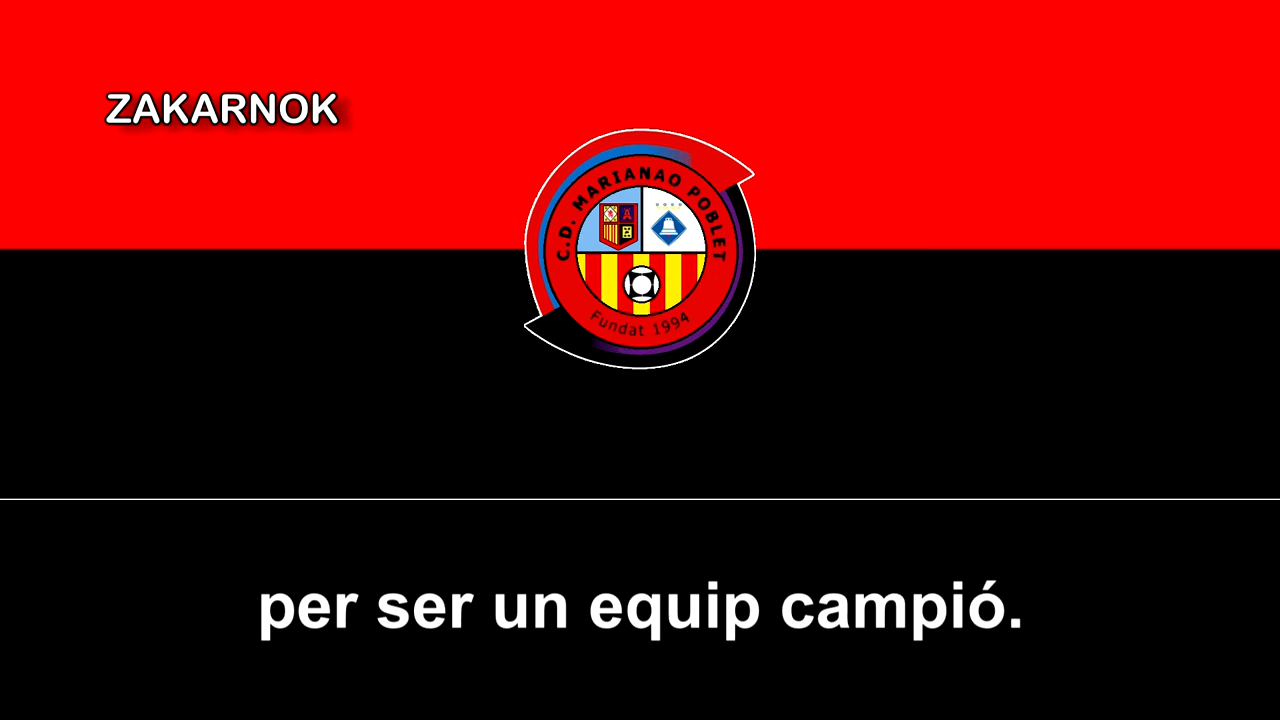 ZAKARNOK
C.D. MARIANAO POBLET
Fundat 1994
per ser un equip campió.